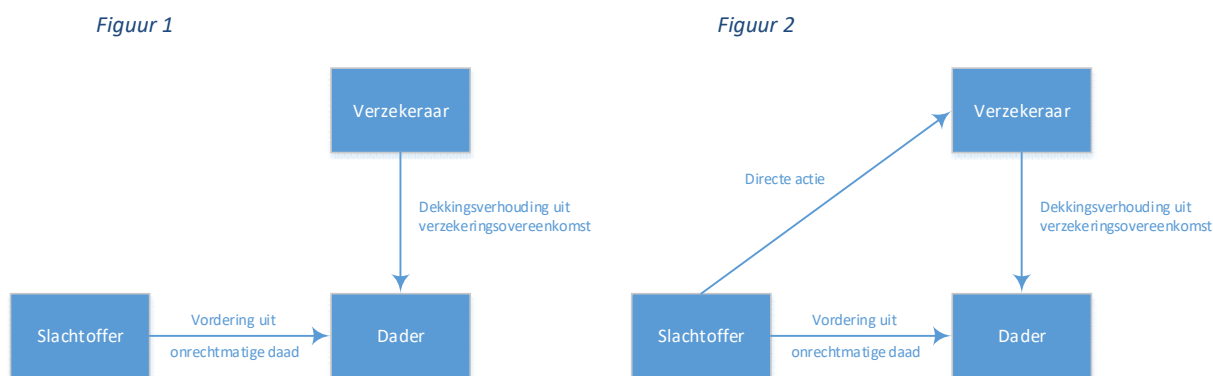 Figuur 1
Verzekeraar
Dekkingsverhouding uit
verzekeringsovereenkomst
Slachtoffer
Vordering uit
onrechtmatige daad
Dader
Figuur 2
Verzekeraar
Directe actie
Dekkingsverhouding uit
verzekeringsovereenkomst
Slachtoffer
Vordering uit
onrechtmatige daad
Dader